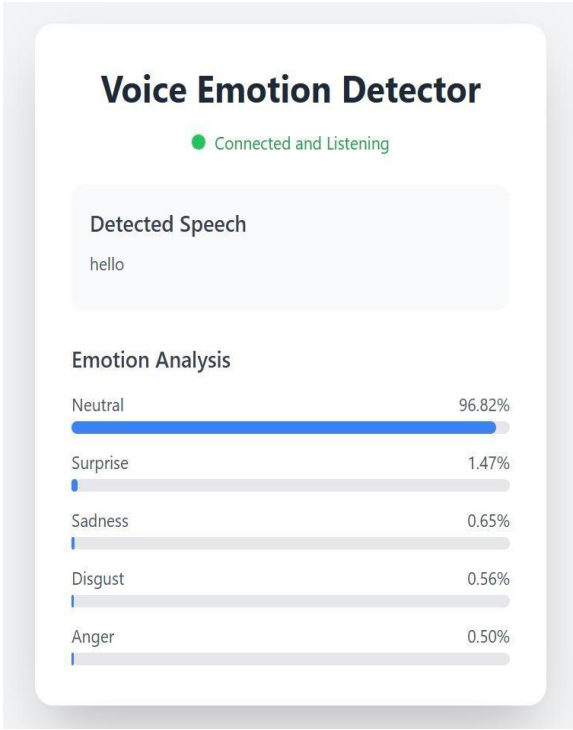 Voice Emotion Detector
Connected and Listening
Detected Speech
hello
Emotion Analysis
Neutral 96.82%
Surprise 1.47%
Sadness 0.65%
Disgust 0.56%
Anger 0.50%